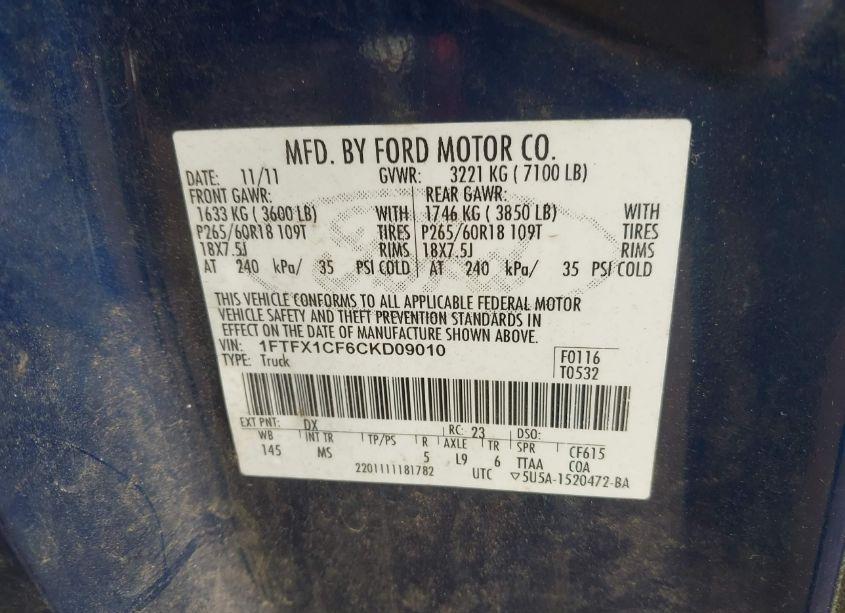 MFD. BY FORD MOTOR CO.
DATE: 11/11 GVWR: 3221 KG ( 7100 LB)
FRONT GAWR: REAR GAWR:
1633 KG ( 3600 LB) WITH 1746 KG ( 3850 LB) WITH
P265/60R18 109T TIRES P265/60R18 109T TIRES
18X7.5J RIMS 18X7.5J RIMS
AT 240 kPa/ 35 PSI COLD AT 240 kPa/ 35 PSI COLD
THIS VEHICLE CONFORMS TO ALL APPLICABLE FEDERAL MOTOR
VEHICLE SAFETY AND THEFT PREVENTION STANDARDS IN
EFFECT ON THE DATE OF MANUFACTURE SHOWN ABOVE.
VIN: 1FTFX1CF6CKD09010
TYPE: Truck
F0116
T0532
EXT PNT: DX RC: 23 DSO:
WB INT TR TP/PS R AXLE TR SPR CF615
145 MS 5 L9 6 TTAA COA
2201111181782 UTC ▽5U5A-1520472-BA